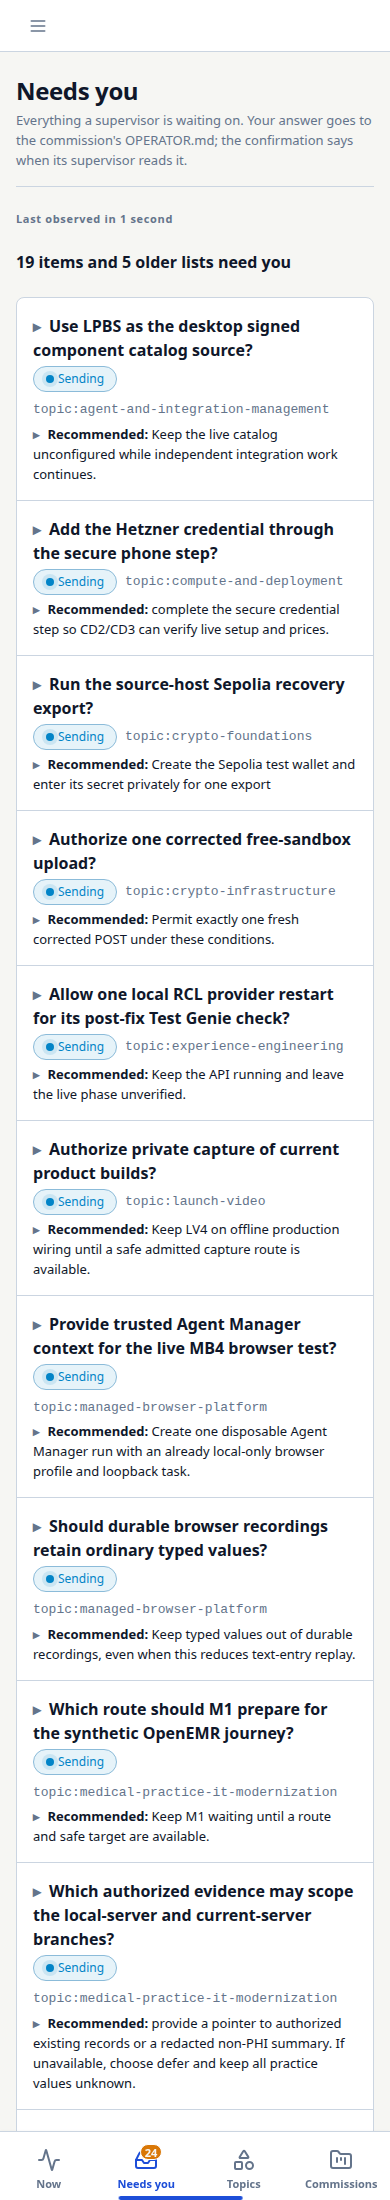 Needs you
Everything a supervisor is waiting on. Your answer goes to
the commission's OPERATOR.md; the confirmation says
when its supervisor reads it.
Last observed in 1 second
19 items and 5 older lists need you
▶ Use LPBS as the desktop signed
component catalog source?
Sending
topic:agent-and-integration-management
▶ Recommended: Keep the live catalog
unconfigured while independent integration work
continues.
▶ Add the Hetzner credential through
the secure phone step?
Sending topic:compute-and-deployment
▶ Recommended: complete the secure credential
step so CD2/CD3 can verify live setup and prices.
▶ Run the source-host Sepolia recovery
export?
Sending topic:crypto-foundations
▶ Recommended: Create the Sepolia test wallet and
enter its secret privately for one export
▶ Authorize one corrected free-sandbox
upload?
Sending topic:crypto-infrastructure
▶ Recommended: Permit exactly one fresh
corrected POST under these conditions.
▶ Allow one local RCL provider restart
for its post-fix Test Genie check?
Sending topic:experience-engineering
▶ Recommended: Keep the API running and leave
the live phase unverified.
▶ Authorize private capture of current
product builds?
Sending topic:launch-video
▶ Recommended: Keep LV4 on offline production
wiring until a safe admitted capture route is
available.
▶ Provide trusted Agent Manager
context for the live MB4 browser test?
Sending
topic:managed-browser-platform
▶ Recommended: Create one disposable Agent
Manager run with an already local-only browser
profile and loopback task.
▶ Should durable browser recordings
retain ordinary typed values?
Sending
topic:managed-browser-platform
▶ Recommended: Keep typed values out of durable
recordings, even when this reduces text-entry replay.
▶ Which route should M1 prepare for
the synthetic OpenEMR journey?
Sending
topic:medical-practice-it-modernization
▶ Recommended: Keep M1 waiting until a route
and safe target are available.
▶ Which authorized evidence may scope
the local-server and current-server
branches?
Sending
topic:medical-practice-it-modernization
▶ Recommended: provide a pointer to authorized
existing records or a redacted non-PHI summary. If
unavailable, choose defer and keep all practice
values unknown.
24
Now Needs you Topics Commissions